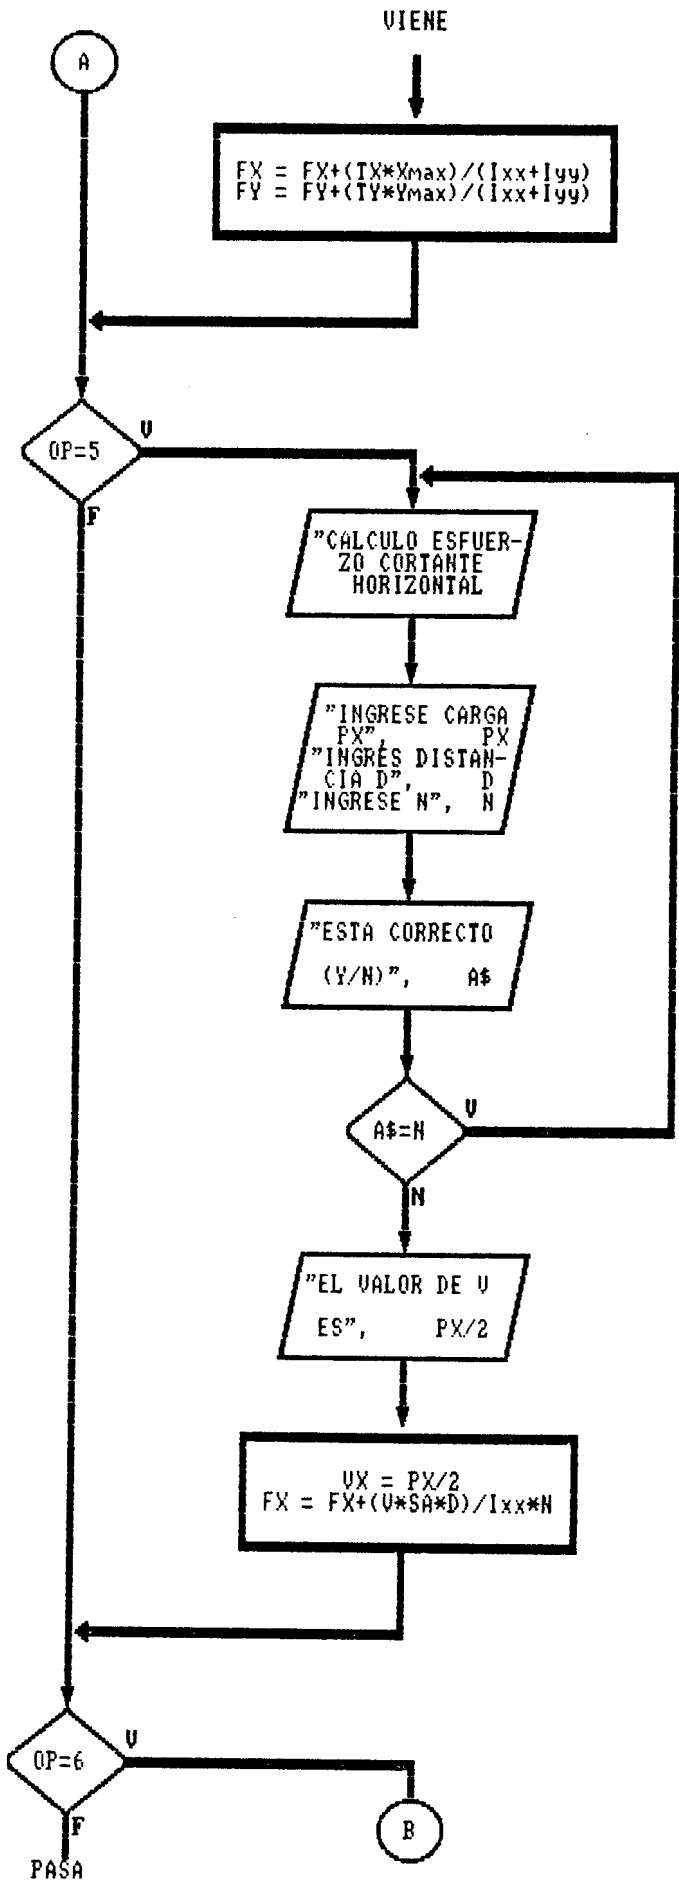 VIENE
A
FX = FX+(TX*Xmax)/(Ixx+Iyy)
FY = FY+(TY*Ymax)/(Ixx+Iyy)
OP=5
V
F
"CALCULO ESFUER-
ZO CORTANTE
HORIZONTAL
"INGRESE CARGA
PX", PX
"INGRES DISTAN-
CIA D", D
"INGRESE N", N
"ESTA CORRECTO
(Y/N)", A$
A$=N
V
N
"EL VALOR DE V
ES", PX/2
VX = PX/2
FX = FX+(V*SA*D)/Ixx*N
OP=6
V
F
B
PASA